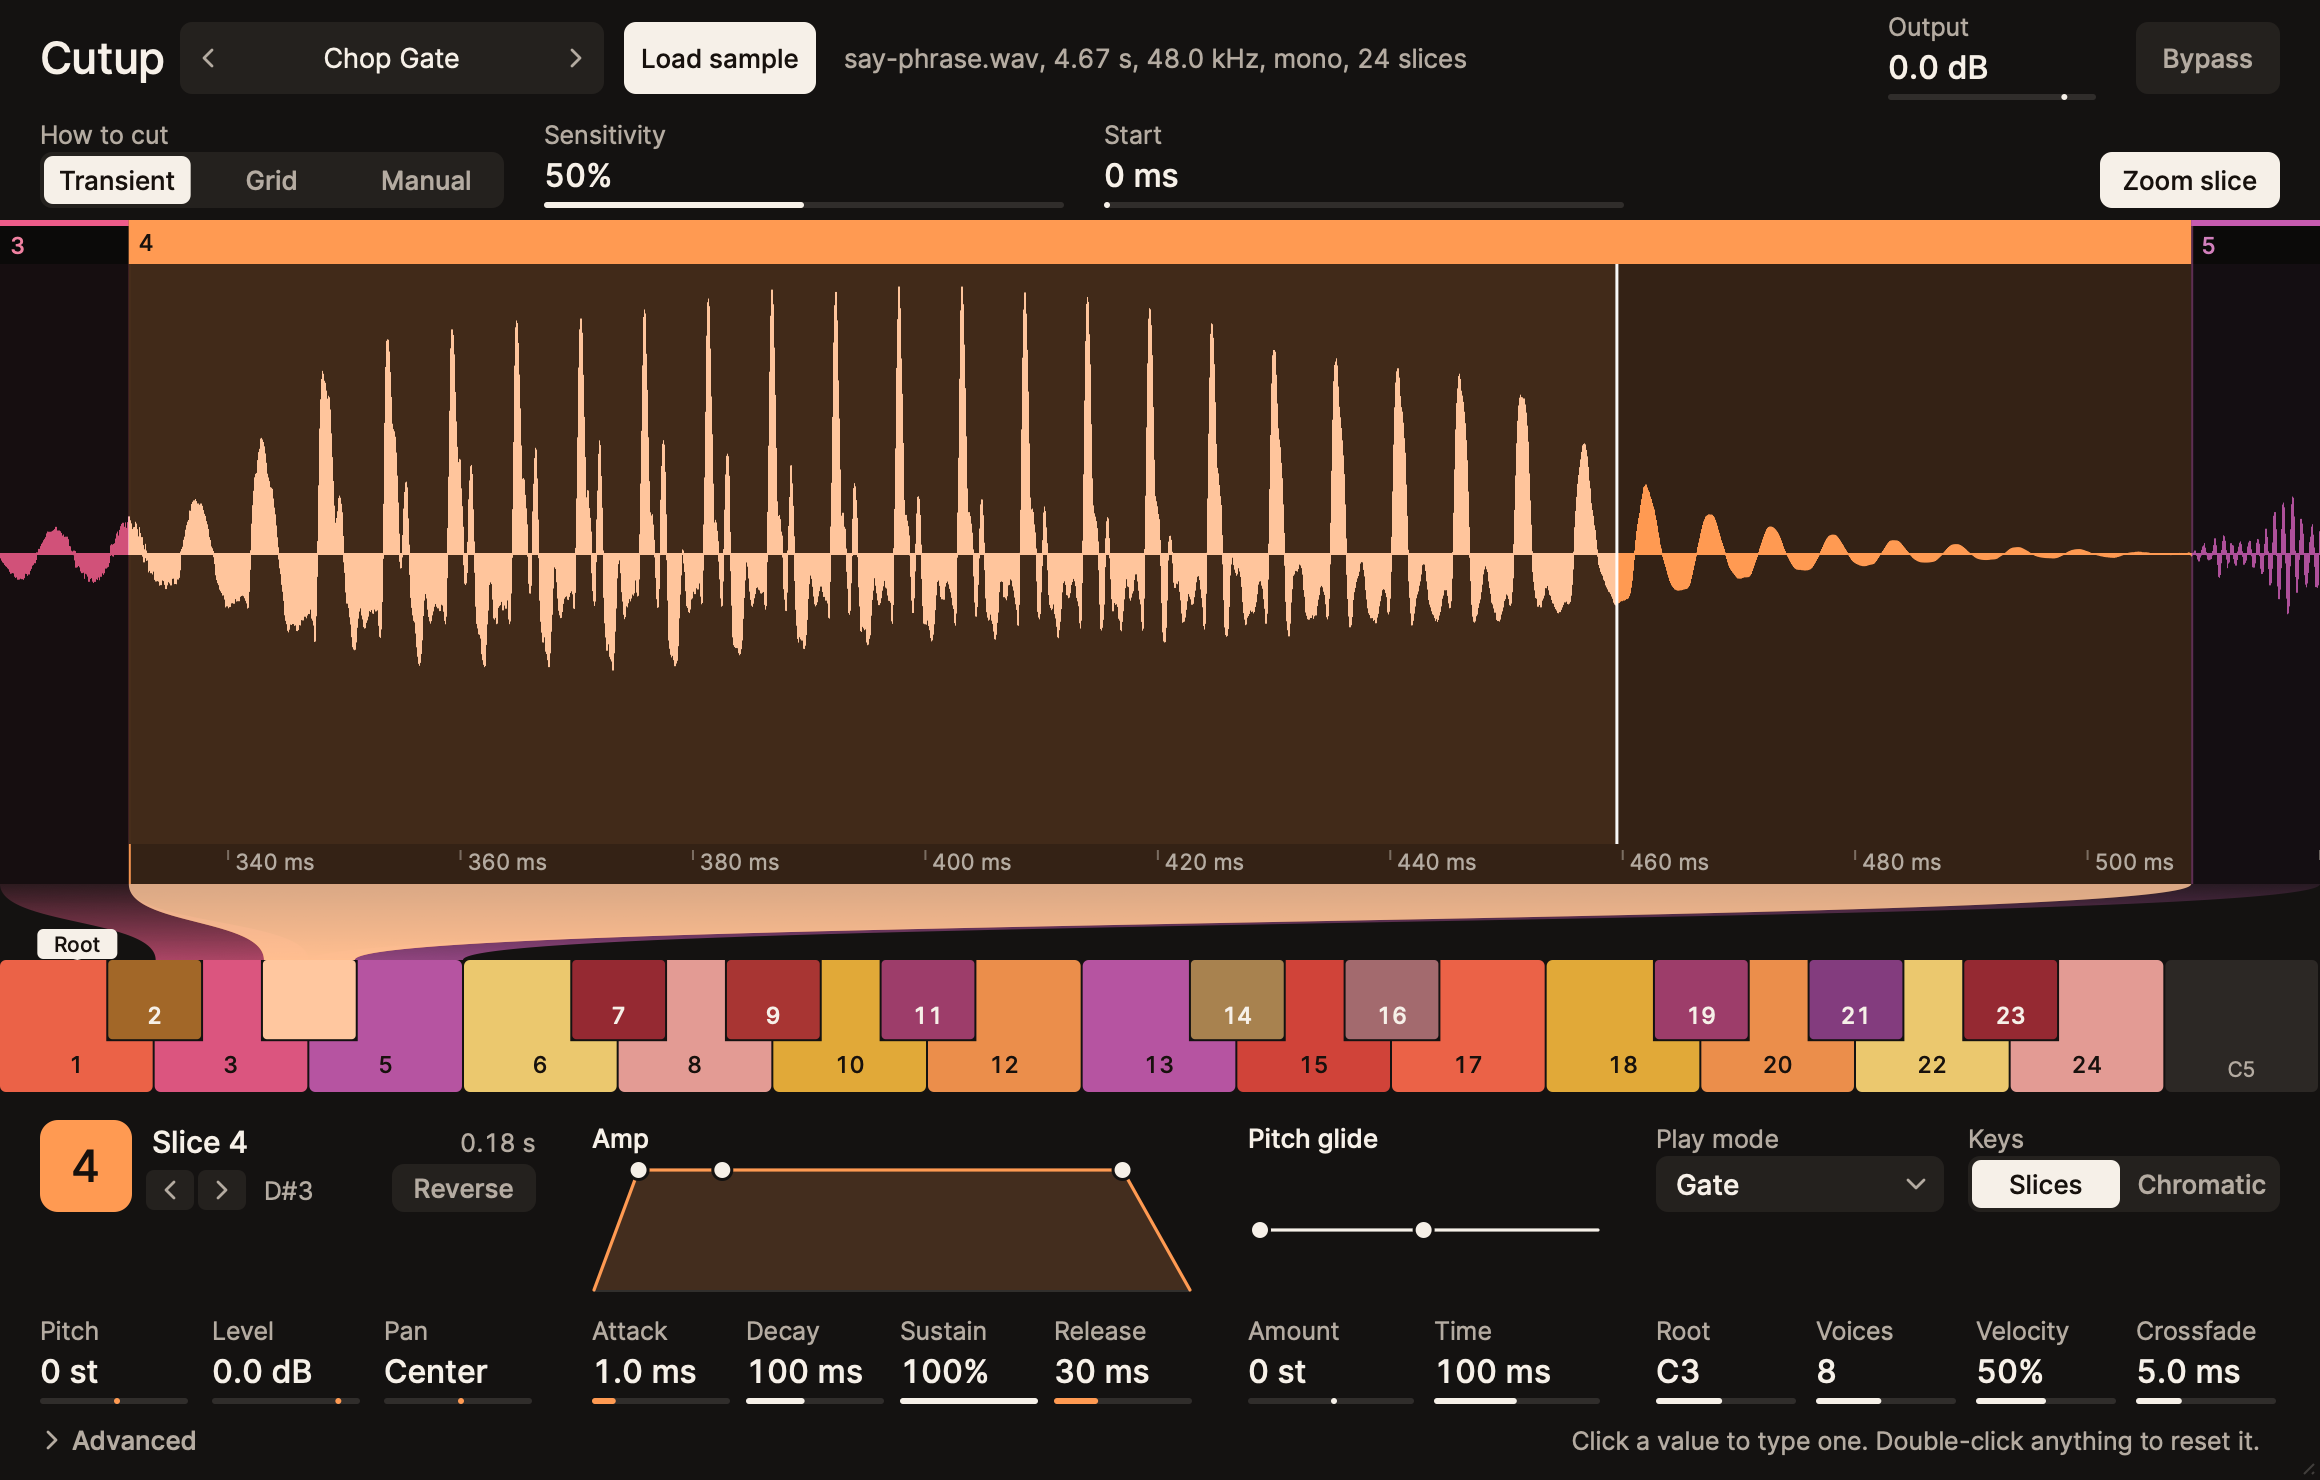 Cutup
Chop Gate
Load sample
say-phrase.wav, 4.67 s, 48.0 kHz, mono, 24 slices
Output
0.0 dB
Bypass
How to cut
Transient Grid Manual
Sensitivity
50%
Start
0 ms
Zoom slice
3 4 5
340 ms 360 ms 380 ms 400 ms 420 ms 440 ms 460 ms 480 ms 500 ms
Root
2 7 9 11 14 16 19 21 23
1 3 5 6 8 10 12 13 15 17 18 20 22 24 C5
4
Slice 4
0.18 s
D#3
Reverse
Amp
Pitch glide
Play mode
Gate
Keys
Slices Chromatic
Pitch Level Pan Attack Decay Sustain Release Amount Time Root Voices Velocity Crossfade
0 st 0.0 dB Center 1.0 ms 100 ms 100% 30 ms 0 st 100 ms C3 8 50% 5.0 ms
Advanced
Click a value to type one. Double-click anything to reset it.